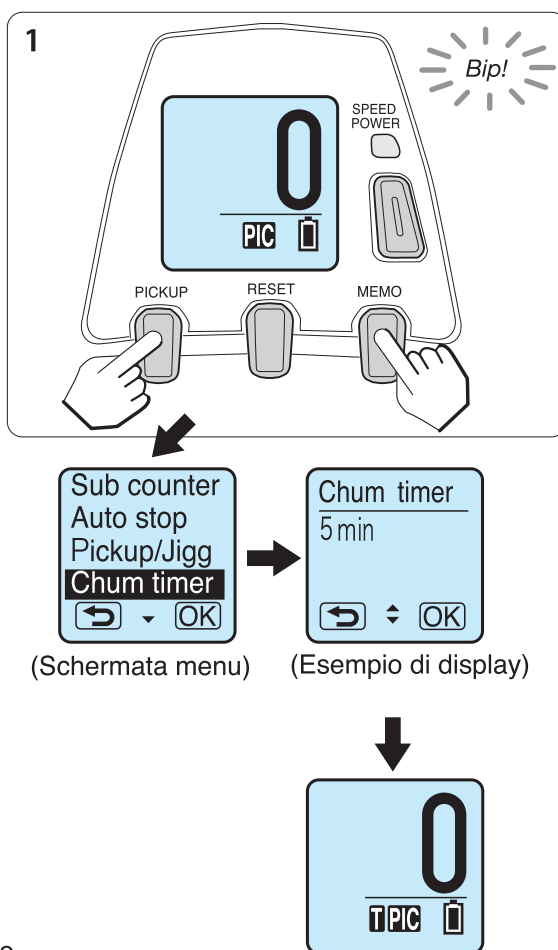 1
Bip!
SPEED
POWER
0
PIC
PICKUP RESET MEMO
Sub counter
Auto stop
Pickup/Jigg
Chum timer
OK
(Schermata menu)
Chum timer
5 min
OK
(Esempio di display)
0
T PIC